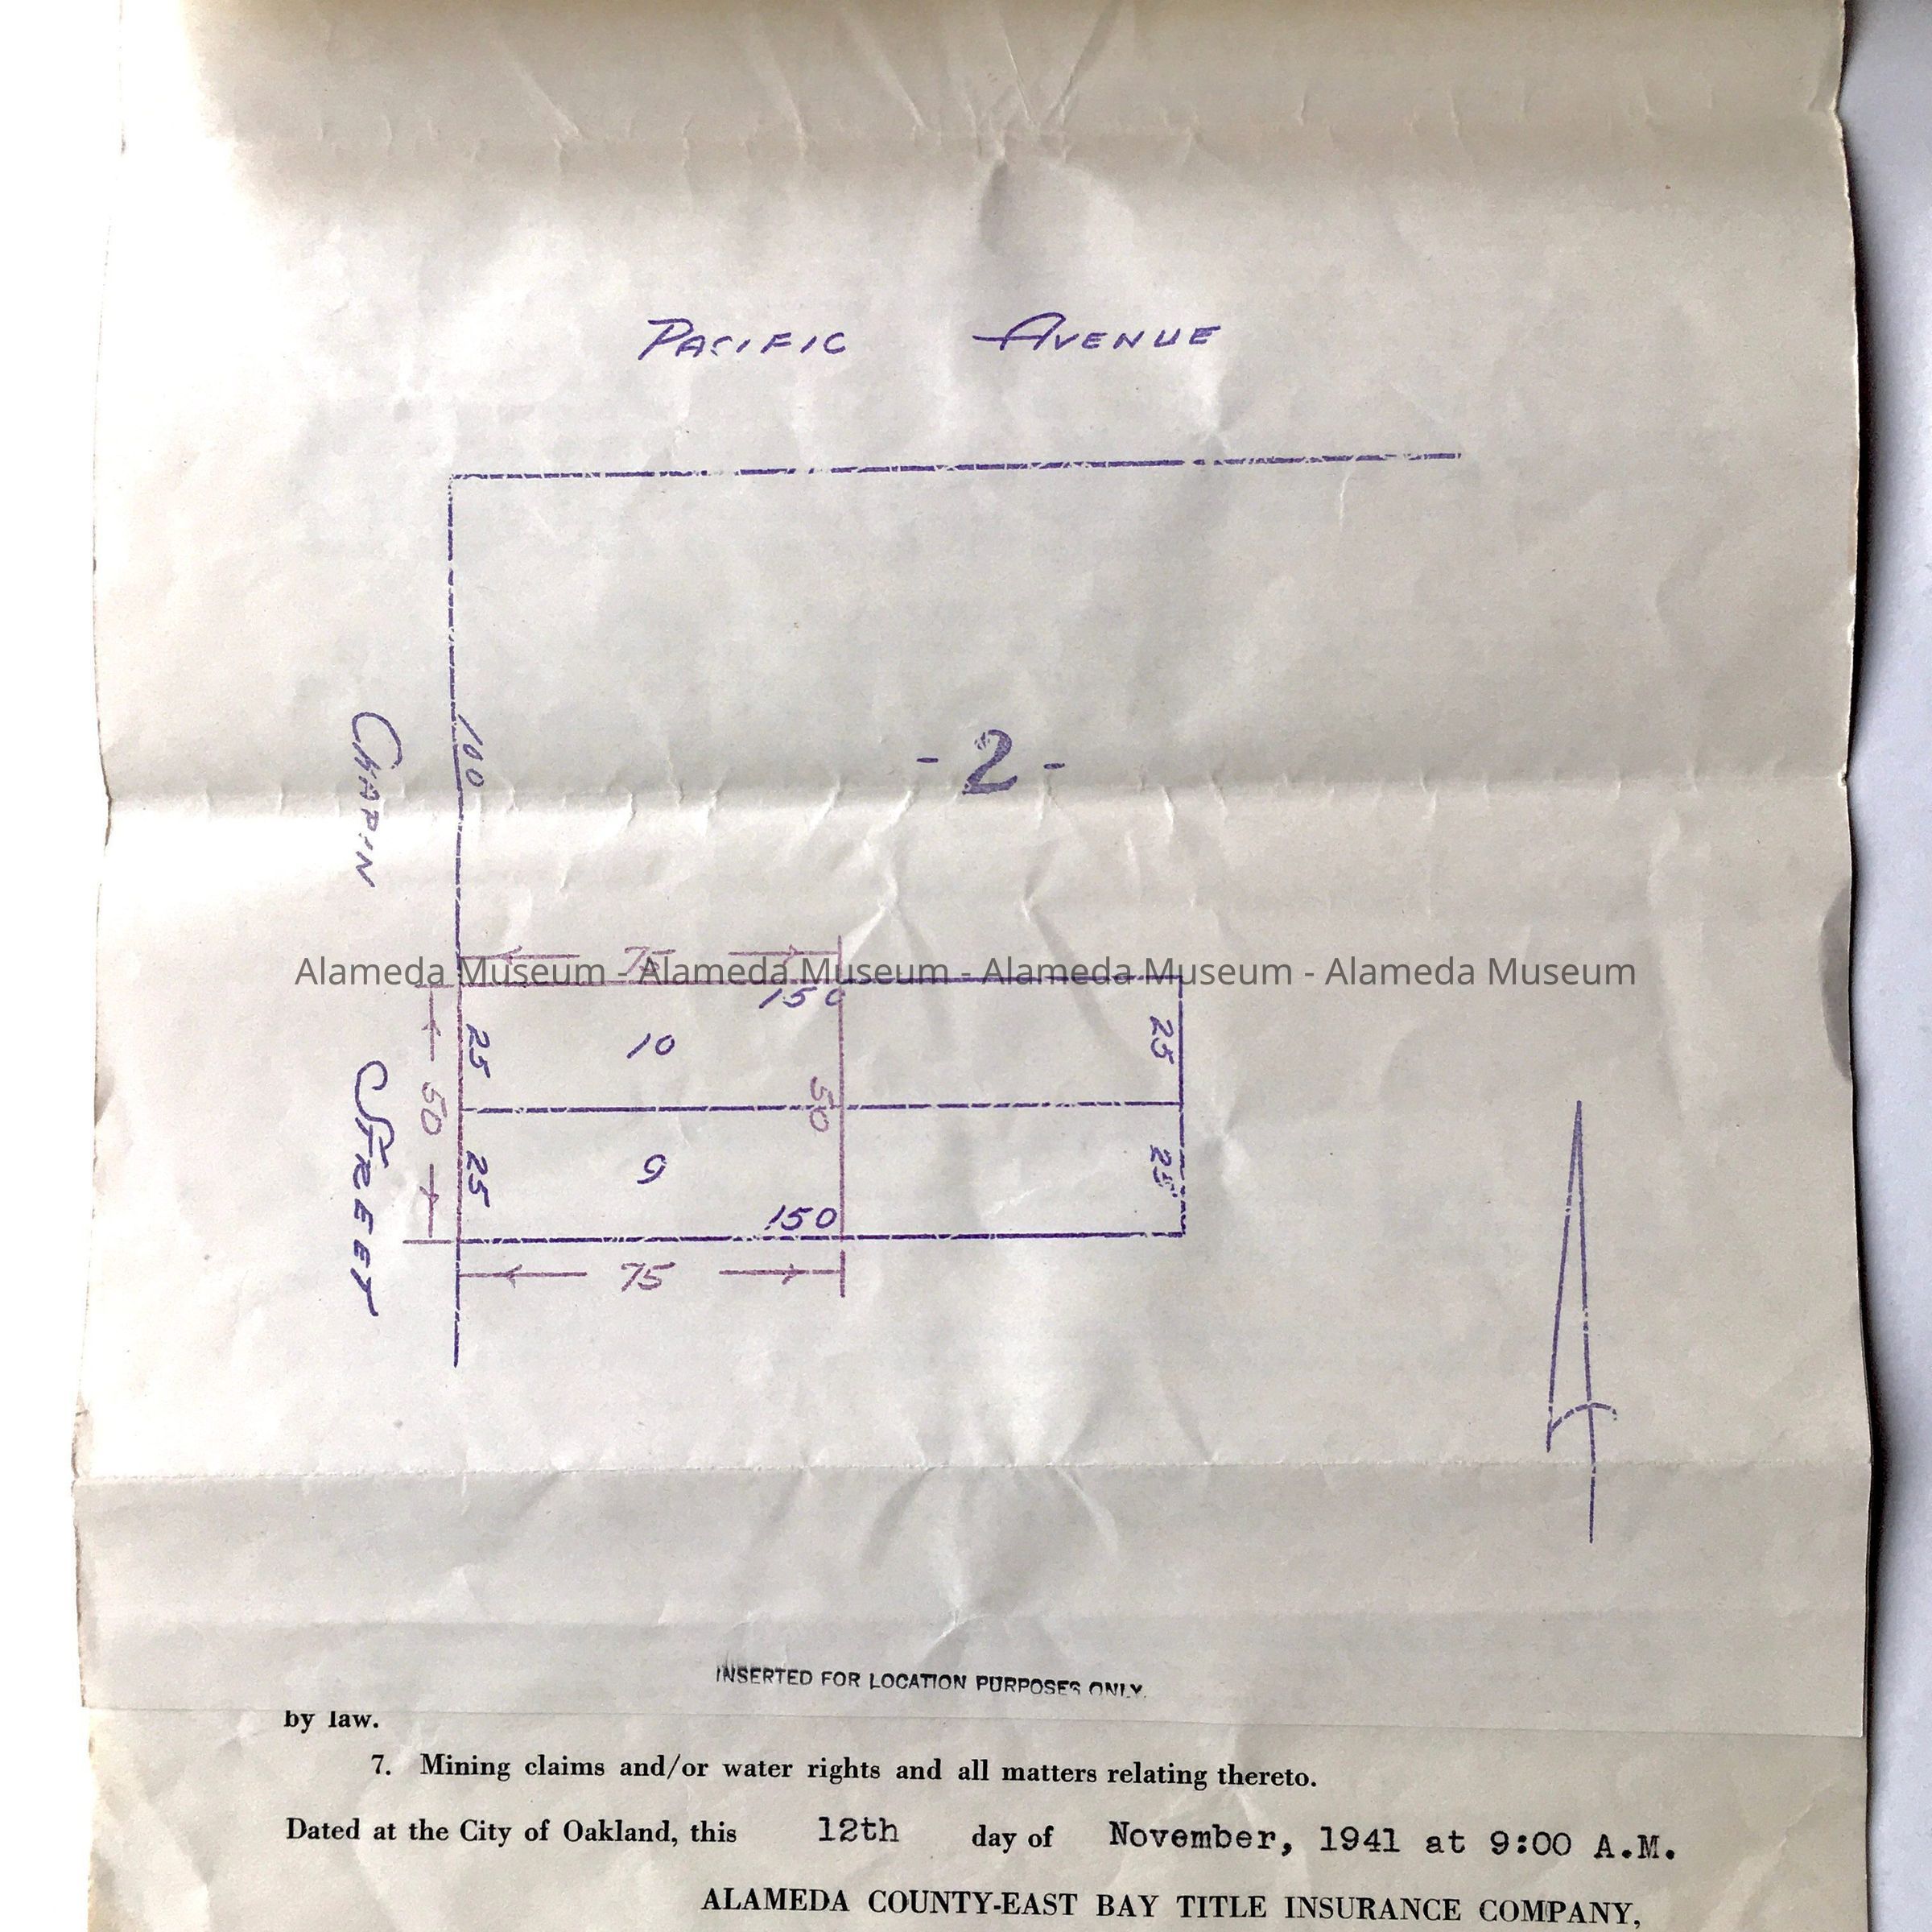 PACIFIC AVENUE
100
- 2 -
CHAPIN STREET
75
Alameda Museum - Alameda Museum - Alameda Museum - Alameda Museum
150
25
10
25
50
50
25
9
25
150
75
INSERTED FOR LOCATION PURPOSES ONLY.
by law.
7. Mining claims and/or water rights and all matters relating thereto.
Dated at the City of Oakland, this 12th day of November, 1941 at 9:00 A.M.
ALAMEDA COUNTY-EAST BAY TITLE INSURANCE COMPANY,